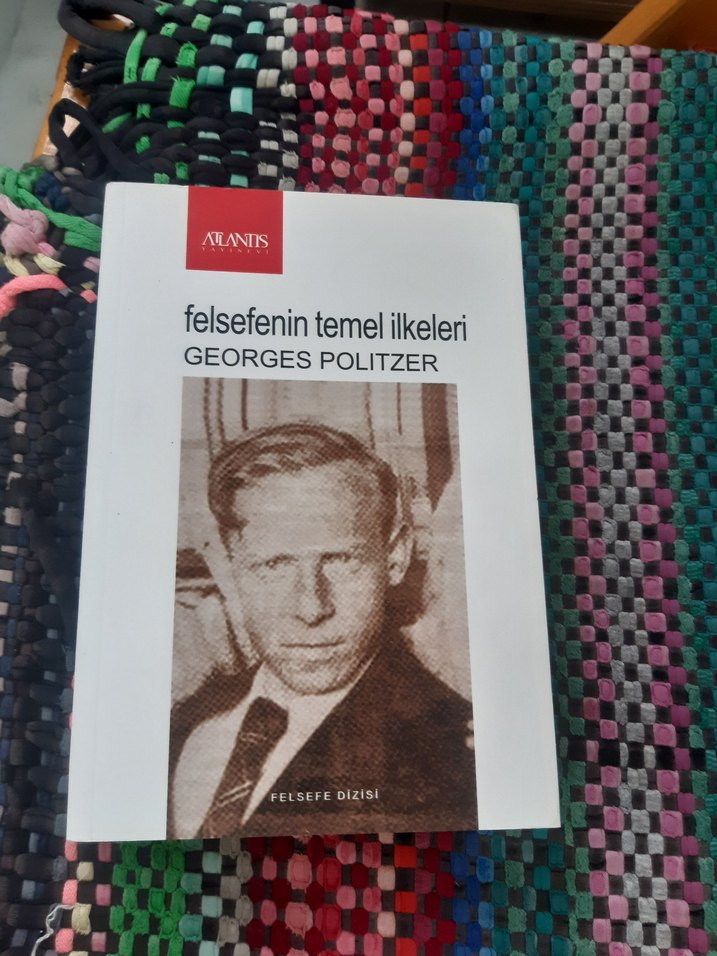 ATLANTIS
YAYINEVİ
felsefenin temel ilkeleri
GEORGES POLITZER
FELSEFE DİZİSİ